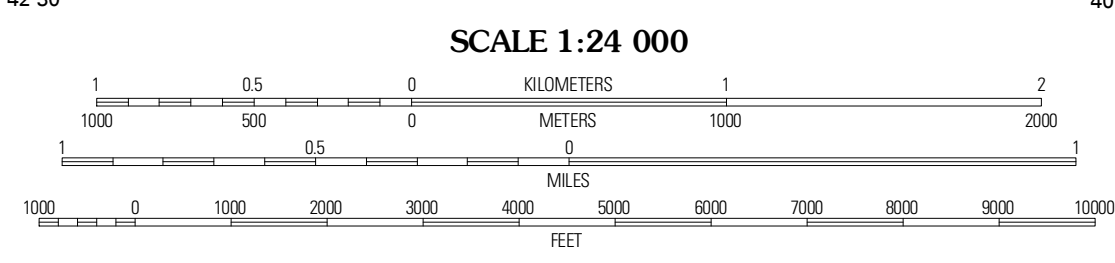 42'30"
40'
SCALE 1:24 000
1 0.5 0 KILOMETERS 1 2
1000 500 0 METERS 1000 2000
1 0.5 0 1
MILES
1000 0 1000 2000 3000 4000 5000 6000 7000 8000 9000 10000
FEET